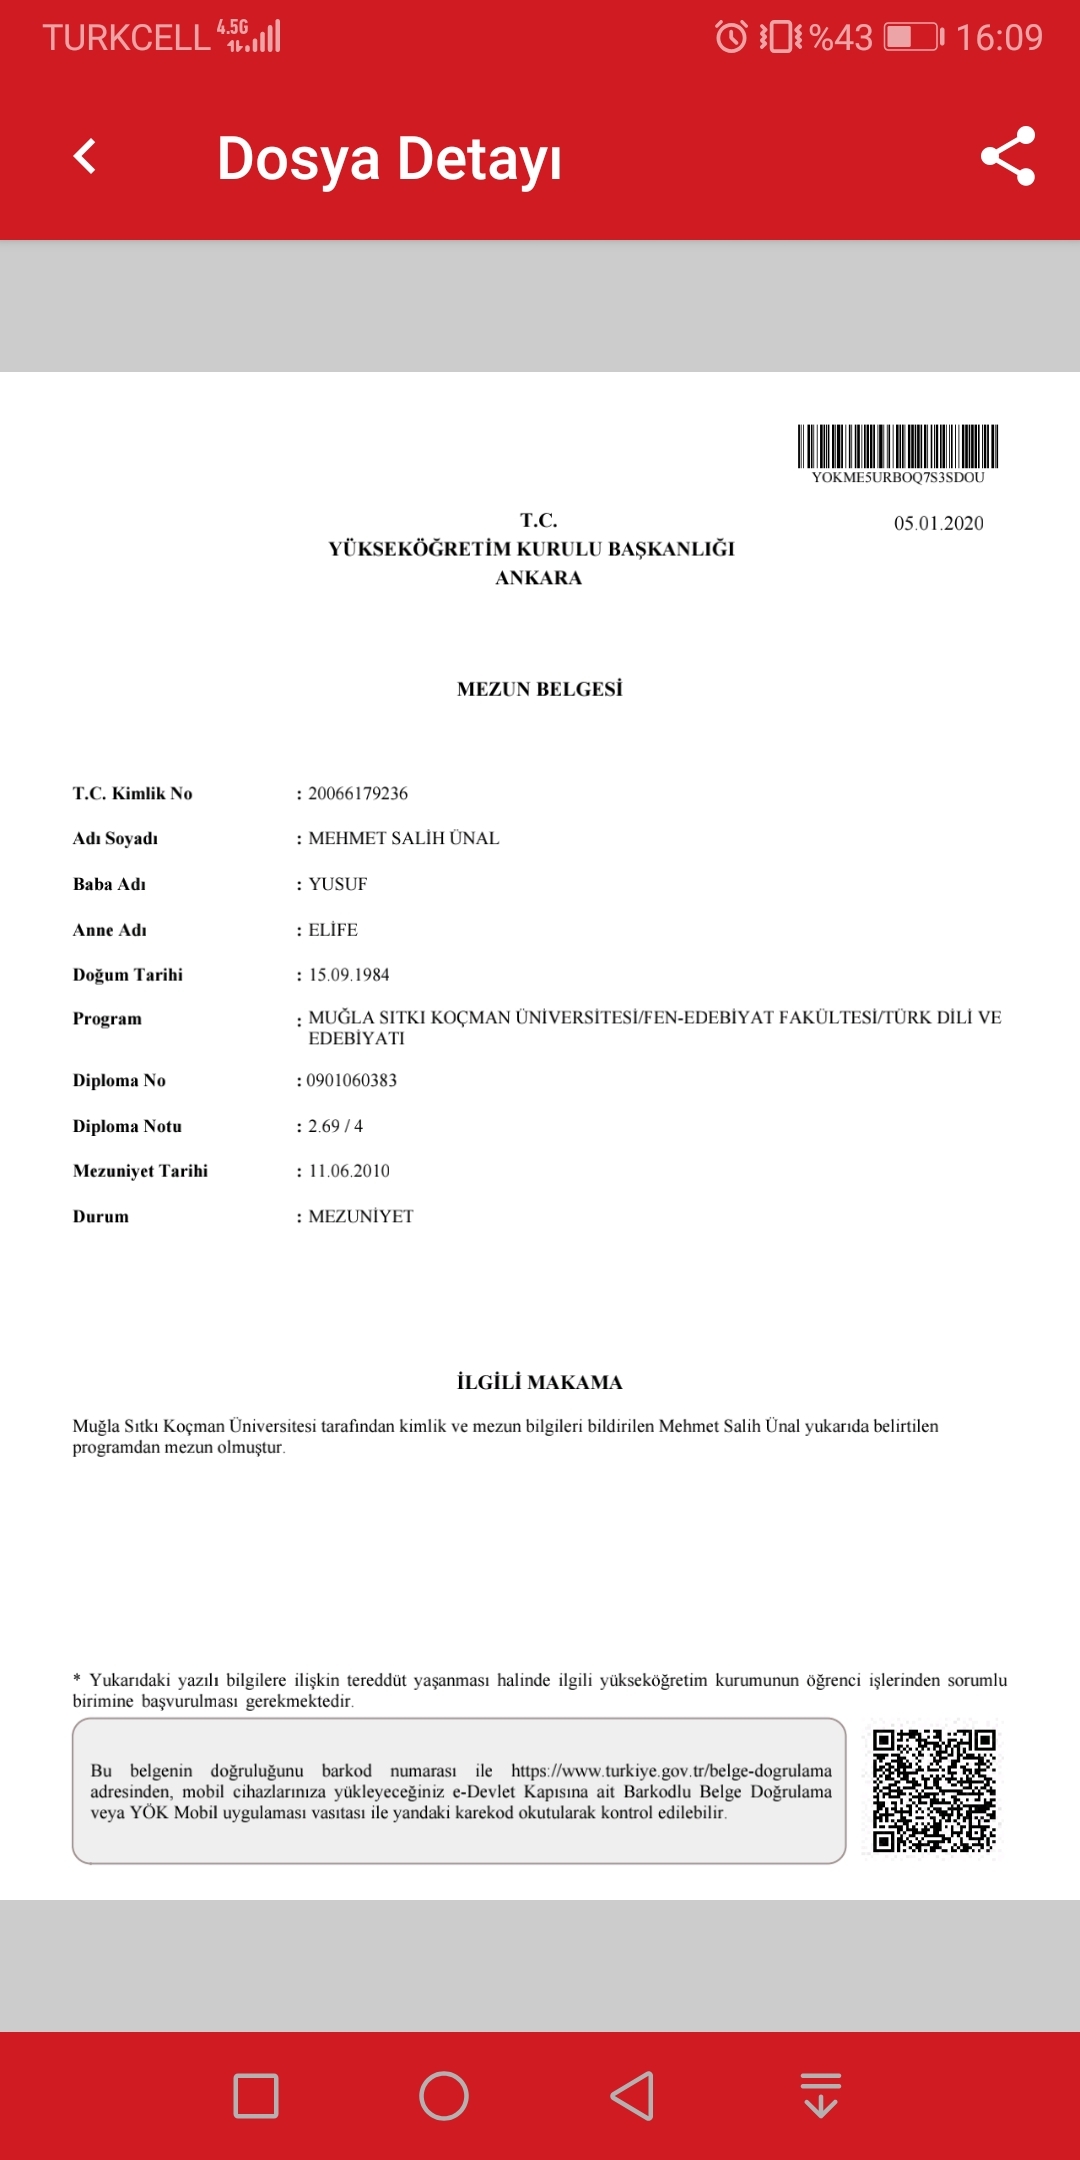 TURKCELL 4.5G %43 16:09
Dosya Detayı
YOKME5URBOQ7S3SDOU
05.01.2020
T.C.
YÜKSEKÖĞRETİM KURULU BAŞKANLIĞI
ANKARA
MEZUN BELGESİ
T.C. Kimlik No : 20066179236
Adı Soyadı : MEHMET SALİH ÜNAL
Baba Adı : YUSUF
Anne Adı : ELİFE
Doğum Tarihi : 15.09.1984
Program : MUĞLA SITKI KOÇMAN ÜNİVERSİTESİ/FEN-EDEBİYAT FAKÜLTESİ/TÜRK DİLİ VE
EDEBİYATI
Diploma No : 0901060383
Diploma Notu : 2.69 / 4
Mezuniyet Tarihi : 11.06.2010
Durum : MEZUNİYET
İLGİLİ MAKAMA
Muğla Sıtkı Koçman Üniversitesi tarafından kimlik ve mezun bilgileri bildirilen Mehmet Salih Ünal yukarıda belirtilen
programdan mezun olmuştur.
* Yukarıdaki yazılı bilgilere ilişkin tereddüt yaşanması halinde ilgili yükseköğretim kurumunun öğrenci işlerinden sorumlu
birimine başvurulması gerekmektedir.
Bu belgenin doğruluğunu barkod numarası ile https://www.turkiye.gov.tr/belge-dogrulama
adresinden, mobil cihazlarınıza yükleyeceğiniz e-Devlet Kapısına ait Barkodlu Belge Doğrulama
veya YÖK Mobil uygulaması vasıtası ile yandaki karekod okutularak kontrol edilebilir.